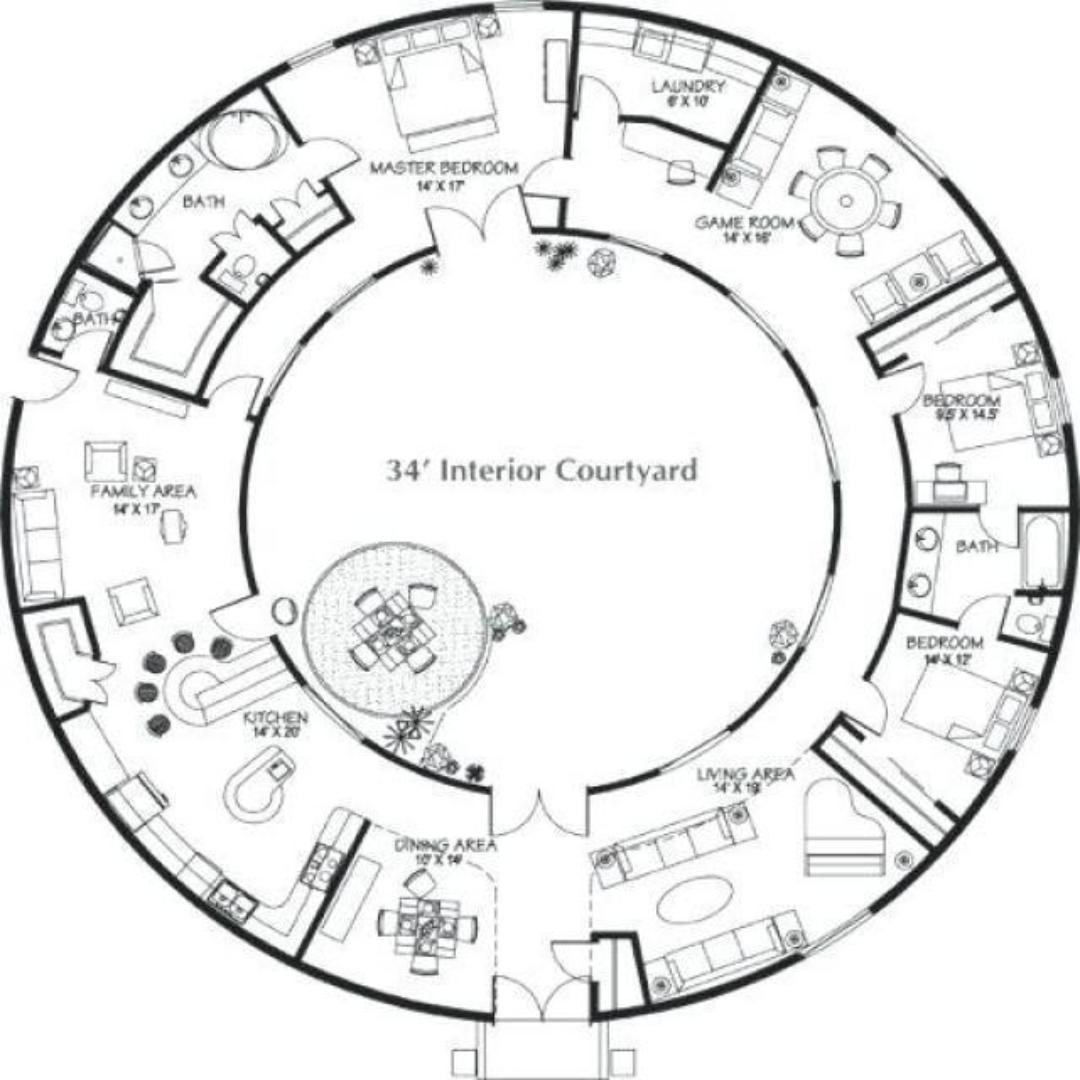 LAUNDRY
6' X 10'
MASTER BEDROOM
14' X 17'
BATH
GAME ROOM
14' X 16'
BATH
BEDROOM
9.5' X 14.5'
34' Interior Courtyard
FAMILY AREA
14' X 17'
BATH
BEDROOM
14' X 12'
KITCHEN
14' X 20'
LIVING AREA
14' X 19'
DINING AREA
10' X 14'